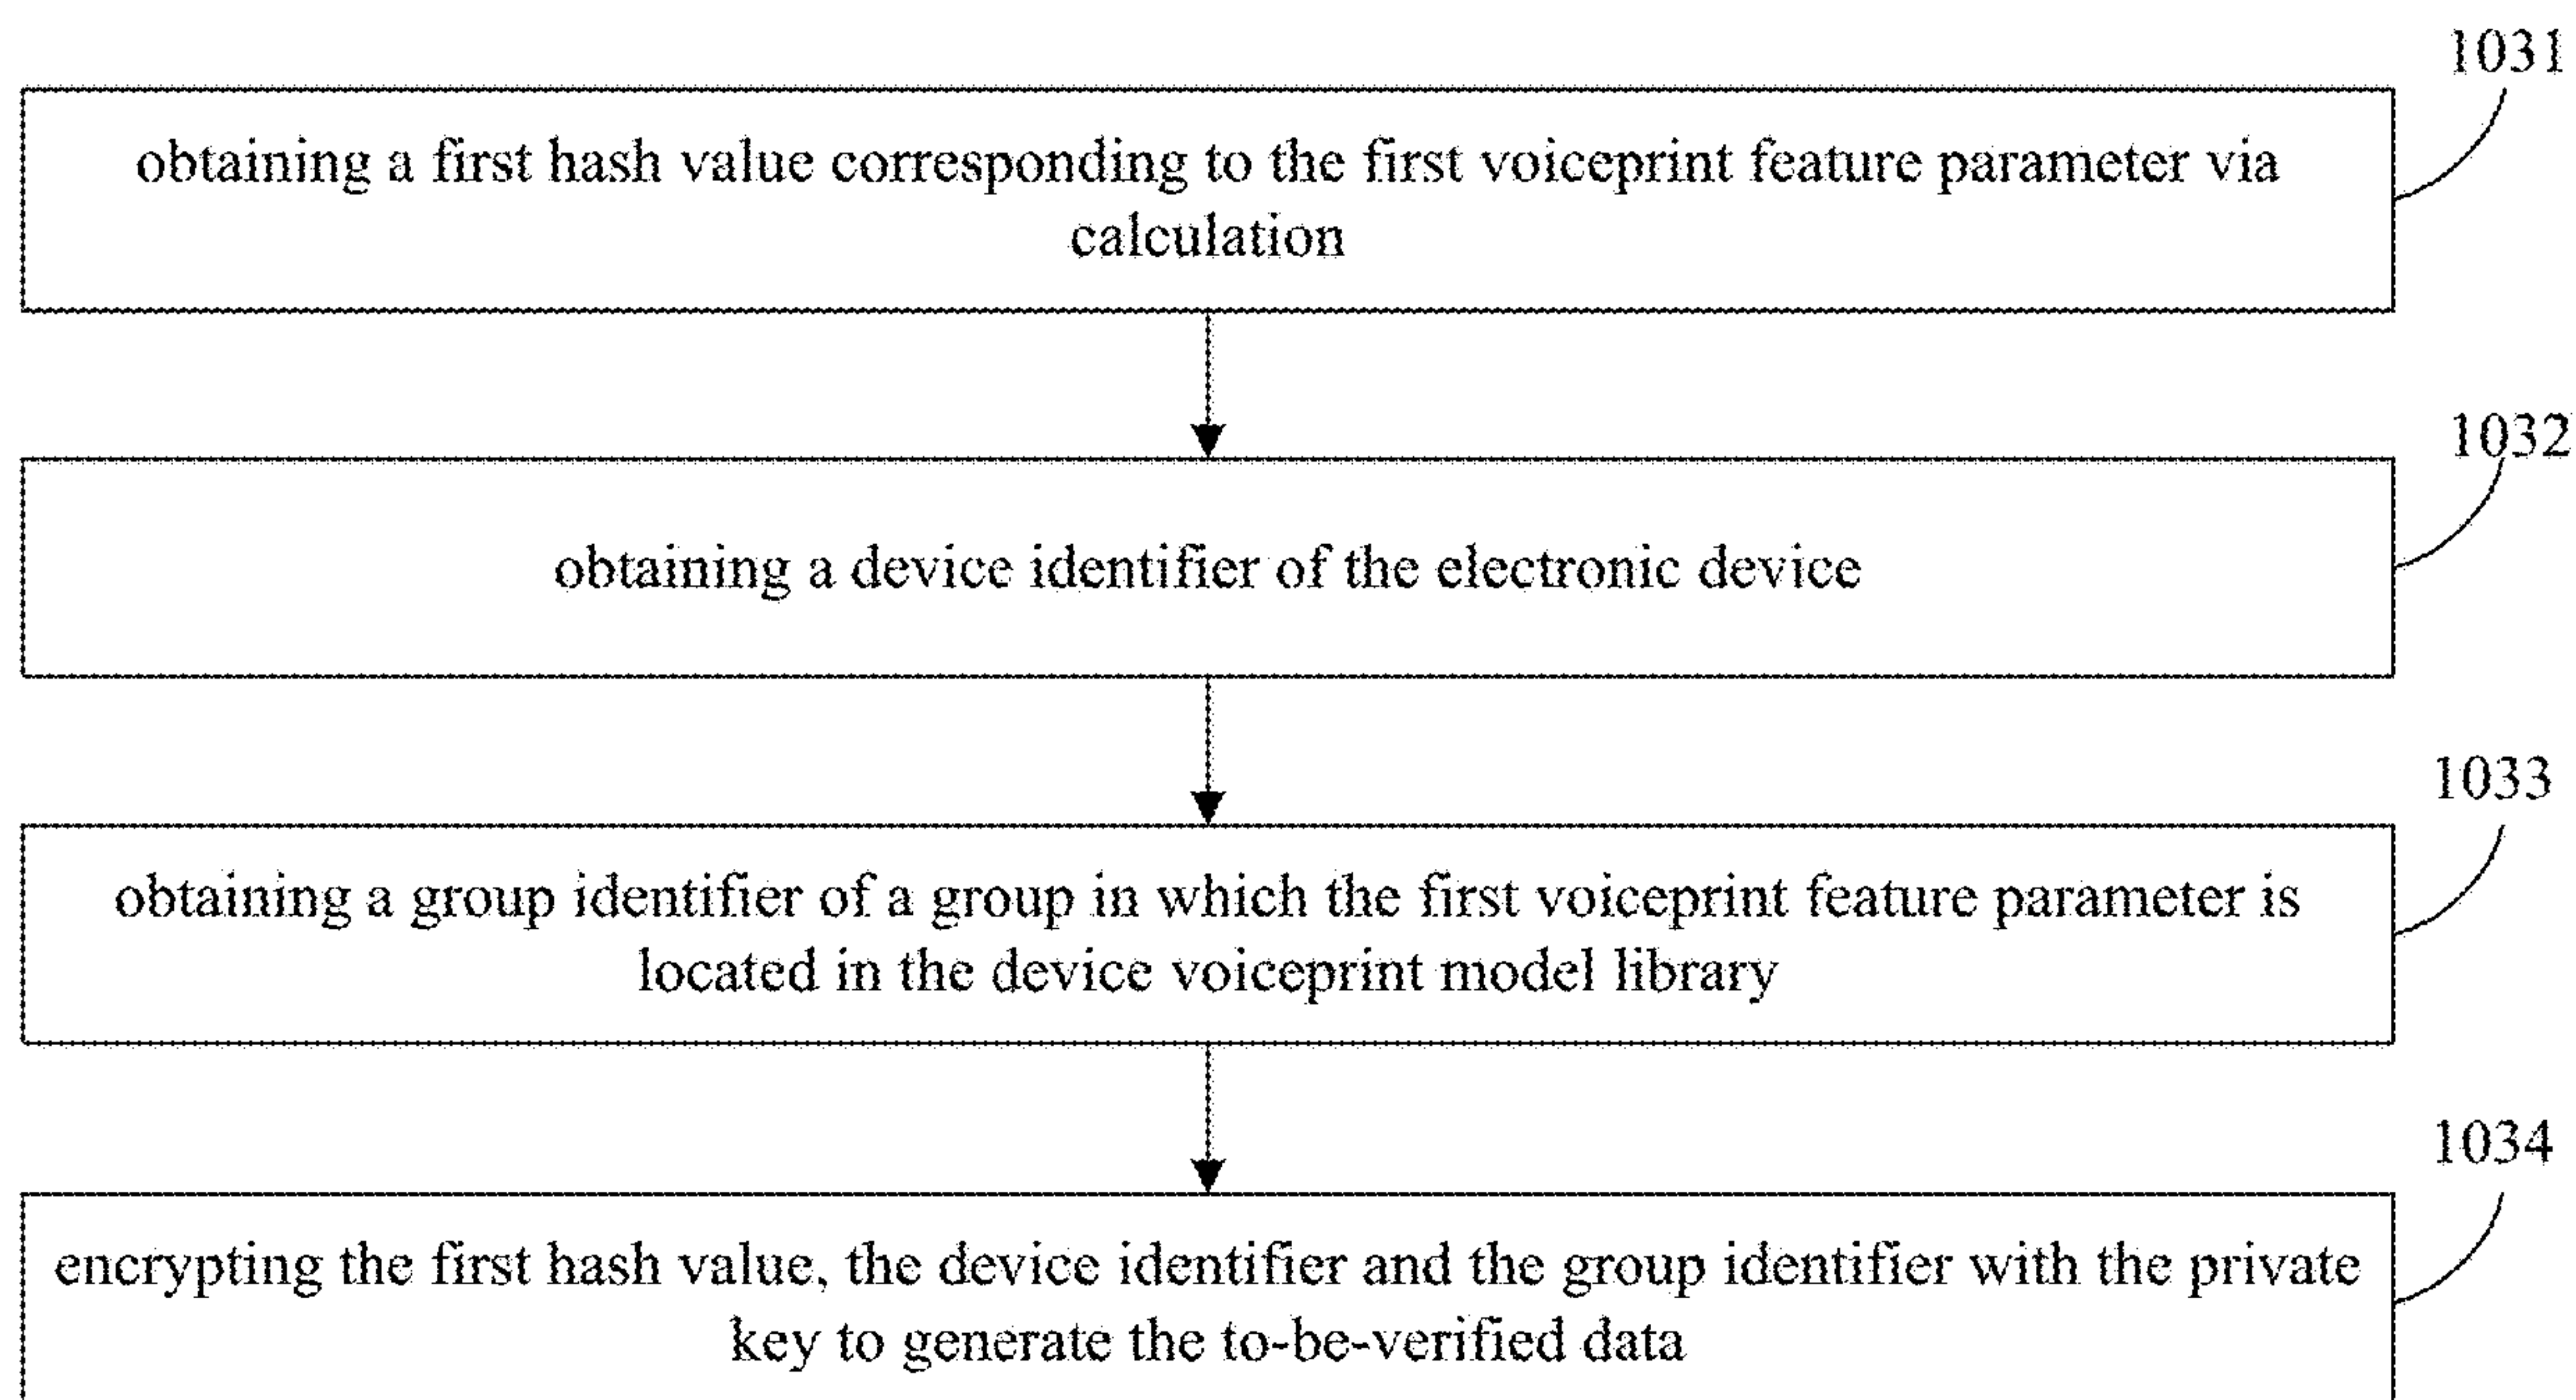 1031
obtaining a first hash value corresponding to the first voiceprint feature parameter via
calculation
1032
obtaining a device identifier of the electronic device
1033
obtaining a group identifier of a group in which the first voiceprint feature parameter is
located in the device voiceprint model library
1034
encrypting the first hash value, the device identifier and the group identifier with the private
key to generate the to-be-verified data